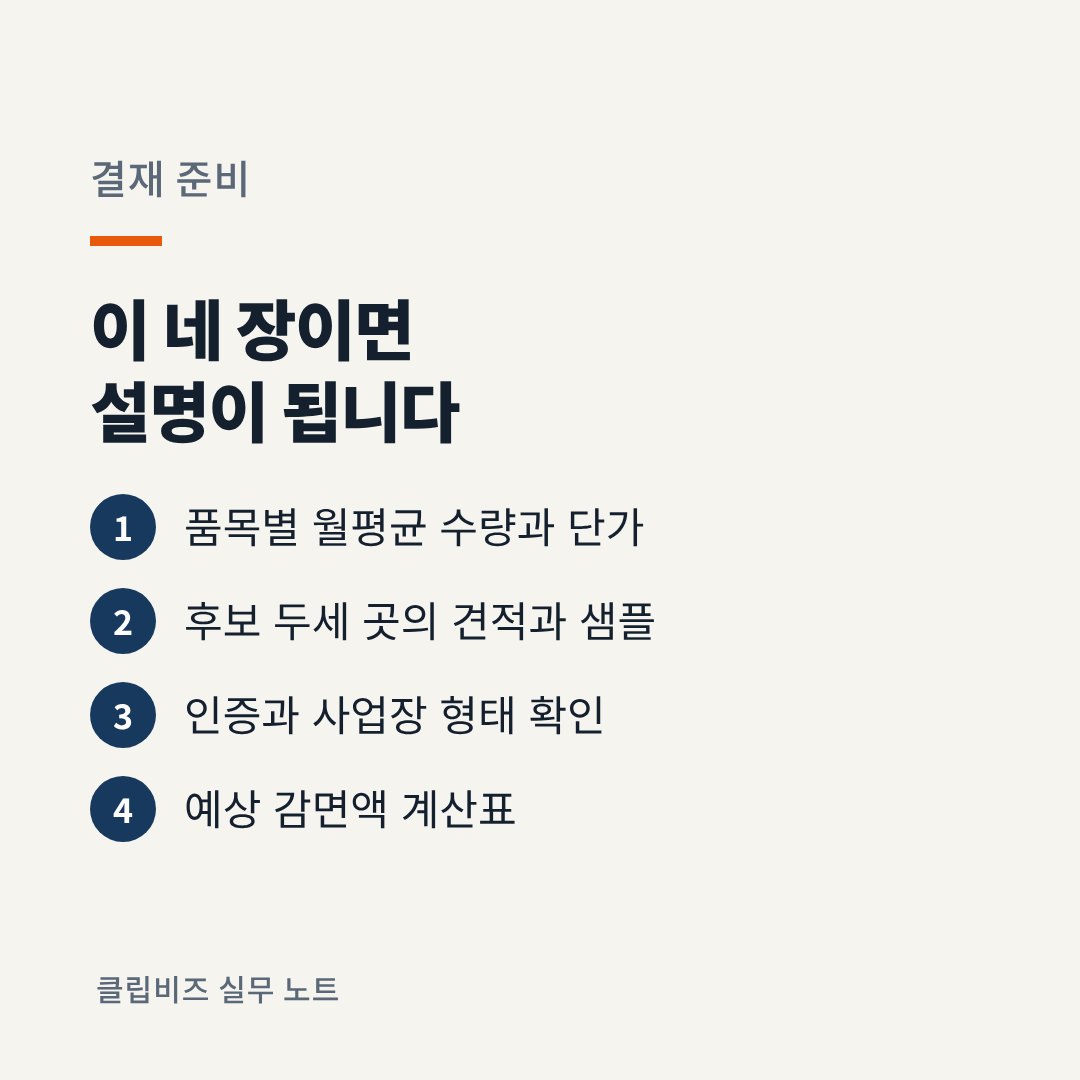 결재 준비
이 네 장이면
설명이 됩니다
1 품목별 월평균 수량과 단가
2 후보 두세 곳의 견적과 샘플
3 인증과 사업장 형태 확인
4 예상 감면액 계산표
클립비즈 실무 노트